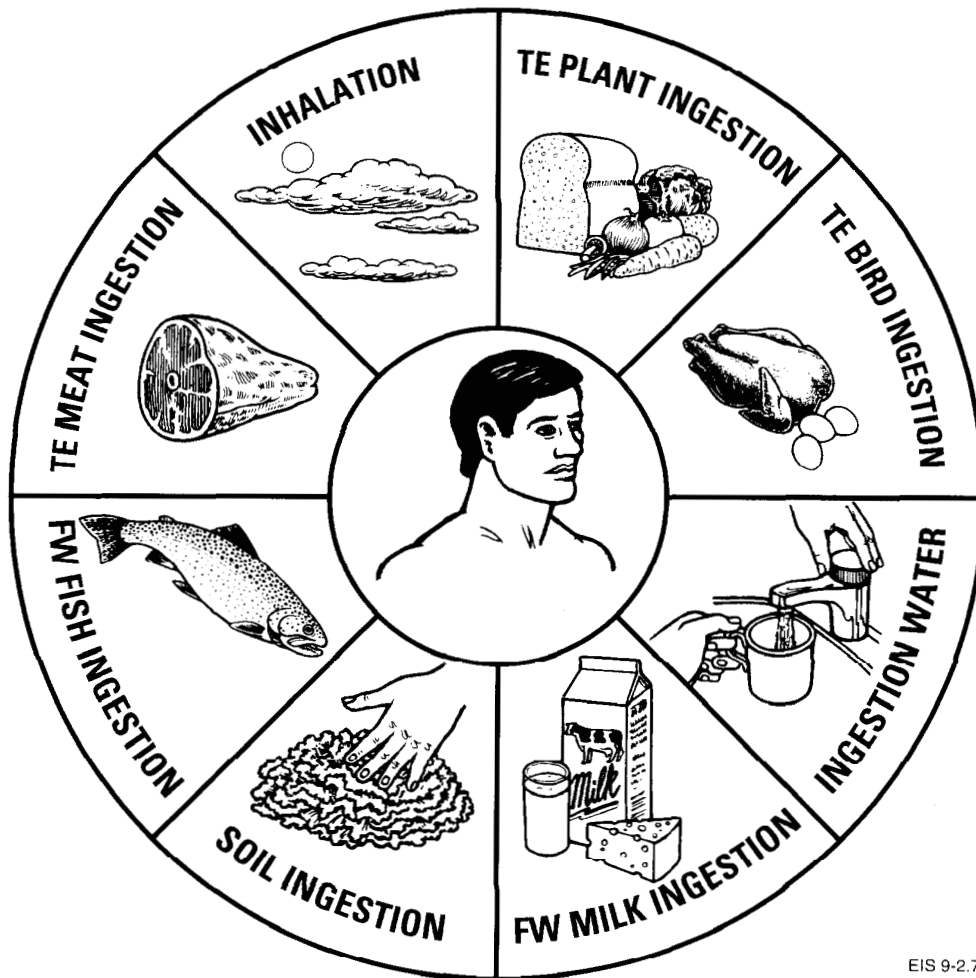 INHALATION
TE PLANT INGESTION
TE BIRD INGESTION
INGESTION WATER
FW MILK INGESTION
SOIL INGESTION
FW FISH INGESTION
TE MEAT INGESTION
Milk
EIS 9-2.7